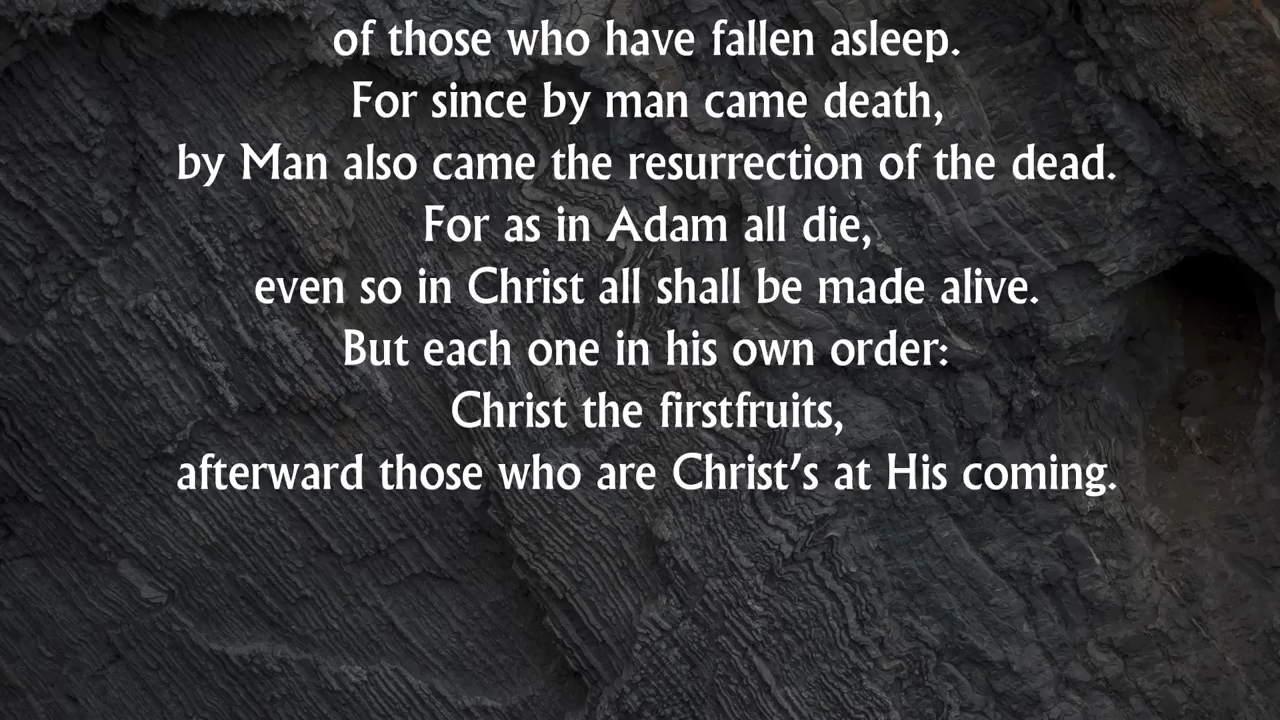 of those who have fallen asleep.
For since by man came death,
by Man also came the resurrection of the dead.
For as in Adam all die,
even so in Christ all shall be made alive.
But each one in his own order:
Christ the firstfruits,
afterward those who are Christ’s at His coming.